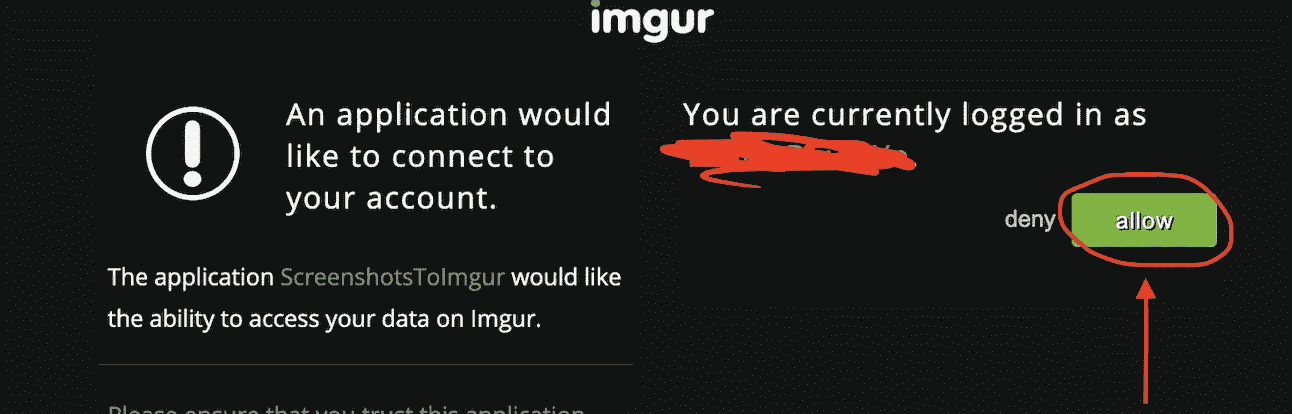 imgur
An application would
like to connect to
your account.
The application ScreenshotsToImgur would like
the ability to access your data on Imgur.
Please ensure that you trust this application
You are currently logged in as
deny
allow